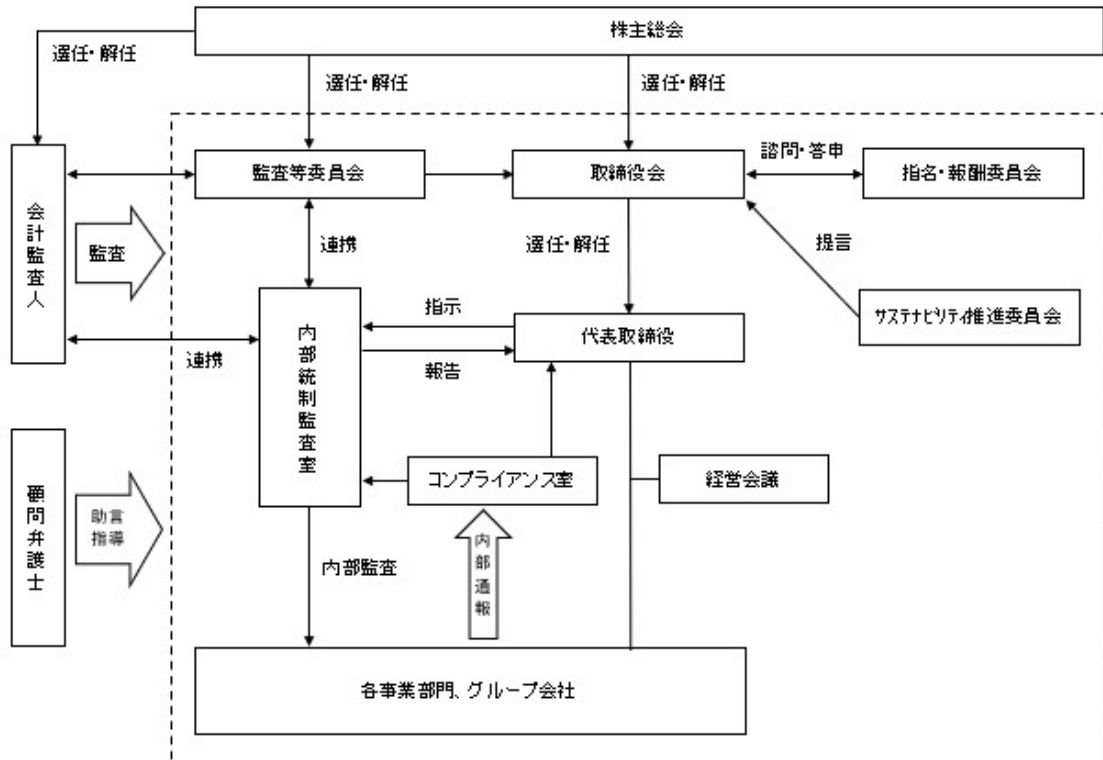 株主総会
選任・解任
選任・解任
選任・解任
監査等委員会
取締役会
諮問・答申
指名・報酬委員会
会計監査人
監査
連携
選任・解任
提言
サステナビリティ推進委員会
内部統制監査室
指示
代表取締役
連携
報告
コンプライアンス室
経営会議
顧問弁護士
助言
指導
内部監査
内部通報
各事業部門、グループ会社